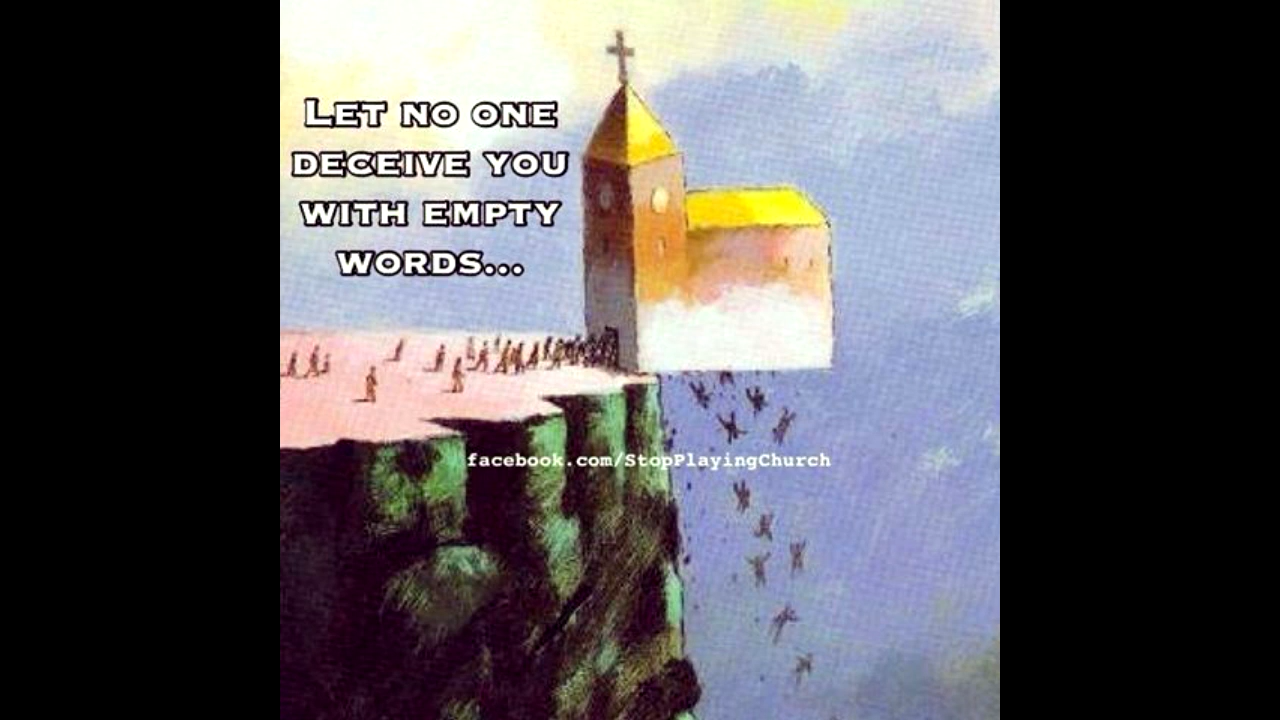 LET NO ONE
DECEIVE YOU
WITH EMPTY
WORDS...
facebook.com/StopPlayingChurch